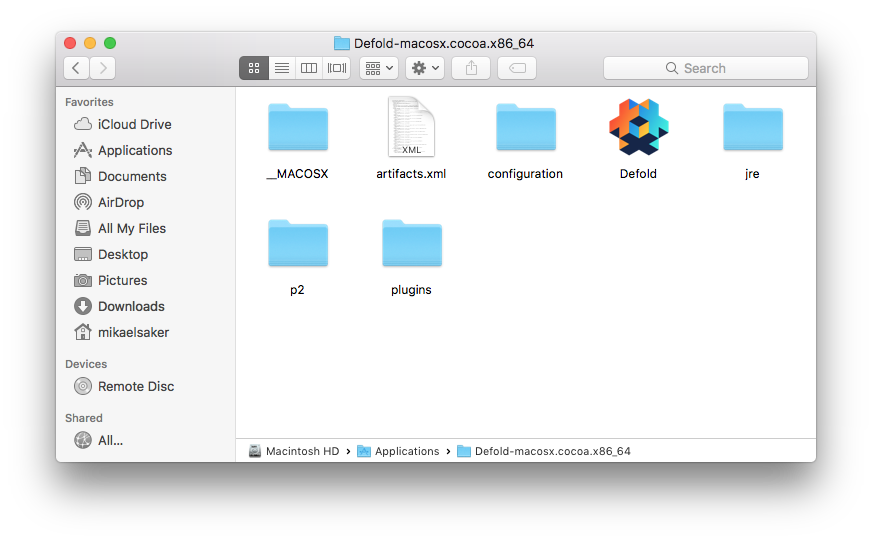 Defold-macosx.cocoa.x86_64
Search
Favorites
iCloud Drive
Applications
Documents
AirDrop
All My Files
Desktop
Pictures
Downloads
mikaelsaker
Devices
Remote Disc
Shared
All...
__MACOSX
XML
artifacts.xml
configuration
Defold
jre
p2
plugins
Macintosh HD › Applications › Defold-macosx.cocoa.x86_64